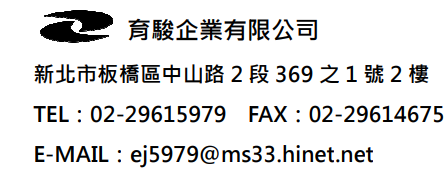 育駿企業有限公司
新北市板橋區中山路 2 段 369 之 1 號 2 樓
TEL：02-29615979　FAX：02-29614675
E-MAIL：ej5979@ms33.hinet.net